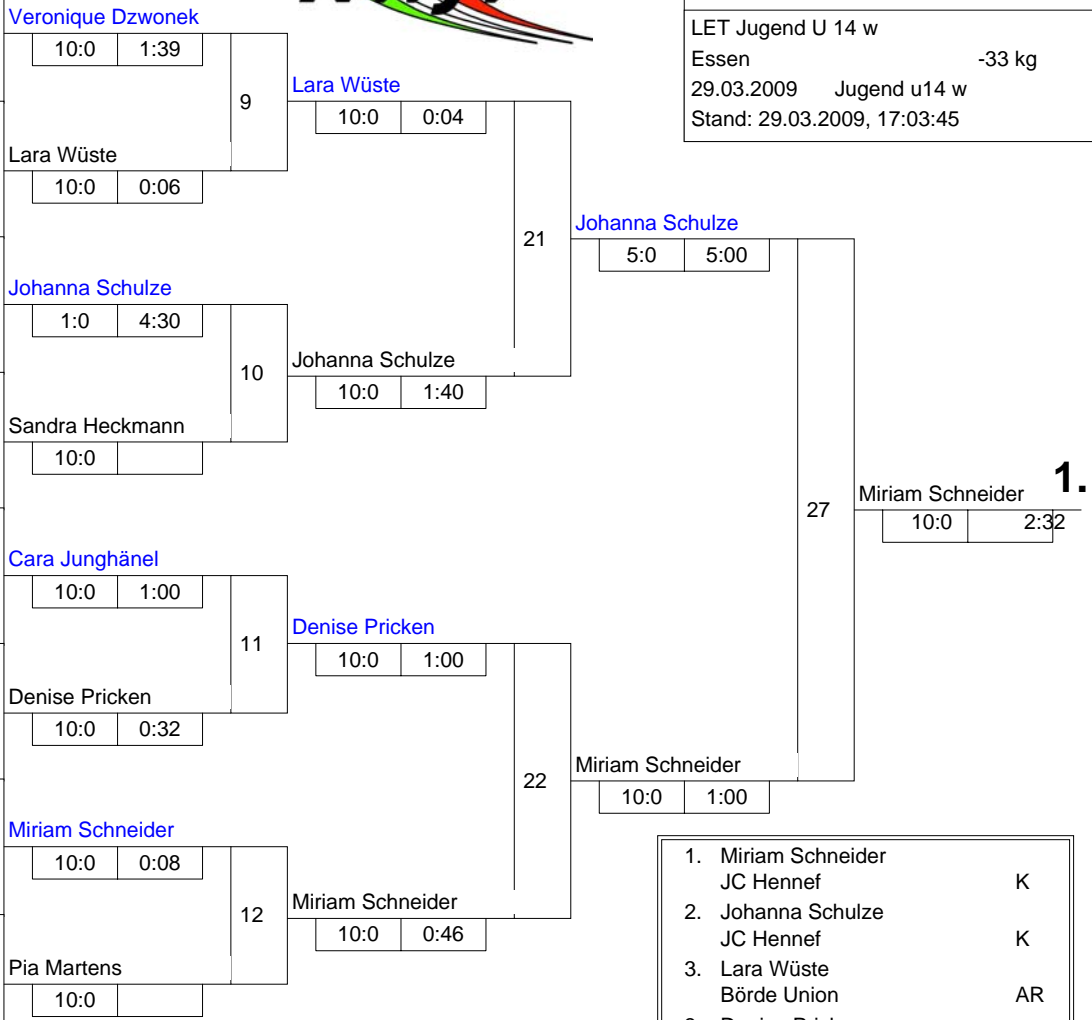 Veronique Dzwonek
10:0 1:39
9
Lara Wüste
10:0 0:04
LET Jugend U 14 w
Essen -33 kg
29.03.2009 Jugend u14 w
Stand: 29.03.2009, 17:03:45
Lara Wüste
10:0 0:06
21
Johanna Schulze
5:0 5:00
Johanna Schulze
1:0 4:30
10
Johanna Schulze
10:0 1:40
Sandra Heckmann
10:0
27
Miriam Schneider 1.
10:0 2:32
Cara Junghänel
10:0 1:00
11
Denise Pricken
10:0 1:00
Denise Pricken
10:0 0:32
22
Miriam Schneider
10:0 1:00
Miriam Schneider
10:0 0:08
12
Miriam Schneider
10:0 0:46
Pia Martens
10:0
1. Miriam Schneider
JC Hennef K
2. Johanna Schulze
JC Hennef K
3. Lara Wüste
Börde Union AR